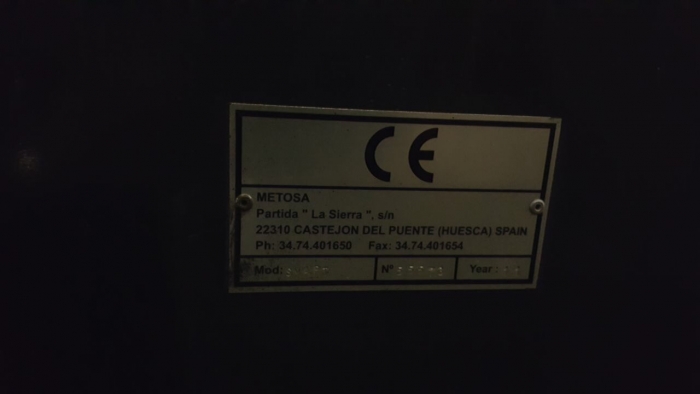 CE
METOSA
Partida " La Sierra ", s/n
22310 CASTEJON DEL PUENTE (HUESCA) SPAIN
Ph: 34.74.401650 Fax: 34.74.401654
Mod: Nº Year: